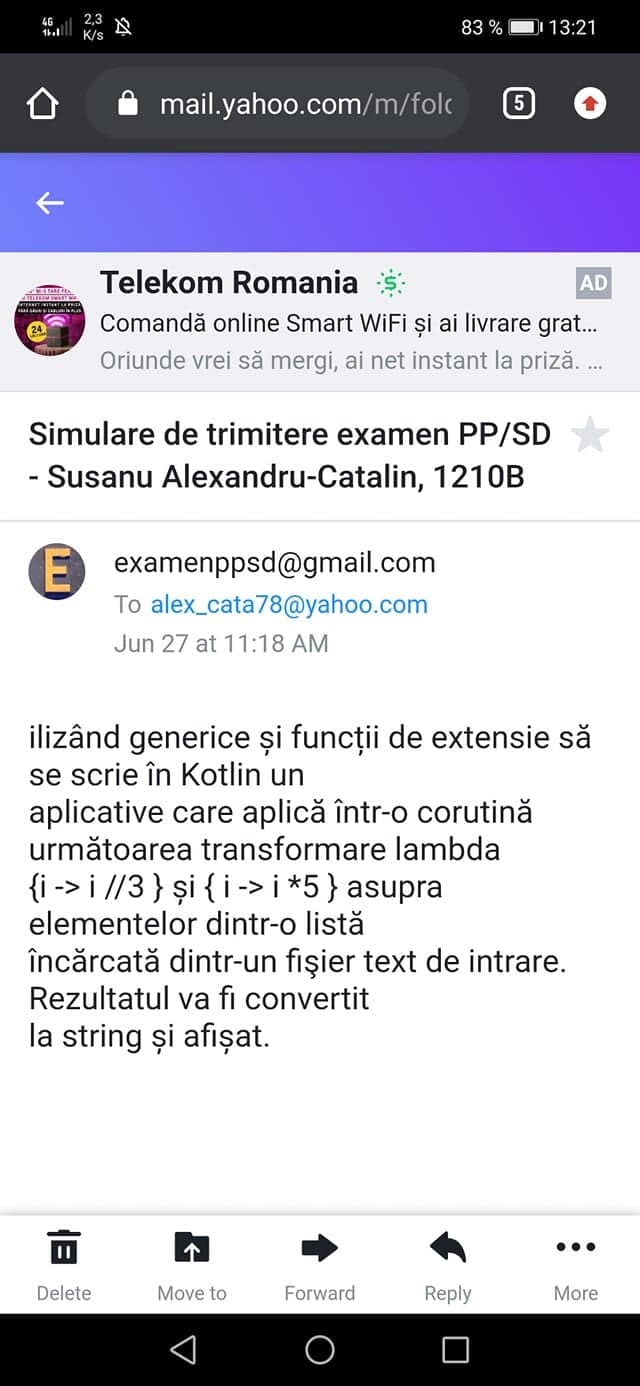 4G
2,3
K/s
83 %
13:21
mail.yahoo.com/m/folc
5
Telekom Romania
AD
24
Comandă online Smart WiFi și ai livrare grat...
Oriunde vrei să mergi, ai net instant la priză. ...
Simulare de trimitere examen PP/SD
- Susanu Alexandru-Catalin, 1210B
E
examenppsd@gmail.com
To alex_cata78@yahoo.com
Jun 27 at 11:18 AM
ilizând generice și funcții de extensie să
se scrie în Kotlin un
aplicative care aplică într-o corutină
următoarea transformare lambda
{i -> i //3 } și { i -> i *5 } asupra
elementelor dintr-o listă
încărcată dintr-un fişier text de intrare.
Rezultatul va fi convertit
la string și afișat.
Delete
Move to
Forward
Reply
More